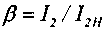 β = I₂ / I₂H